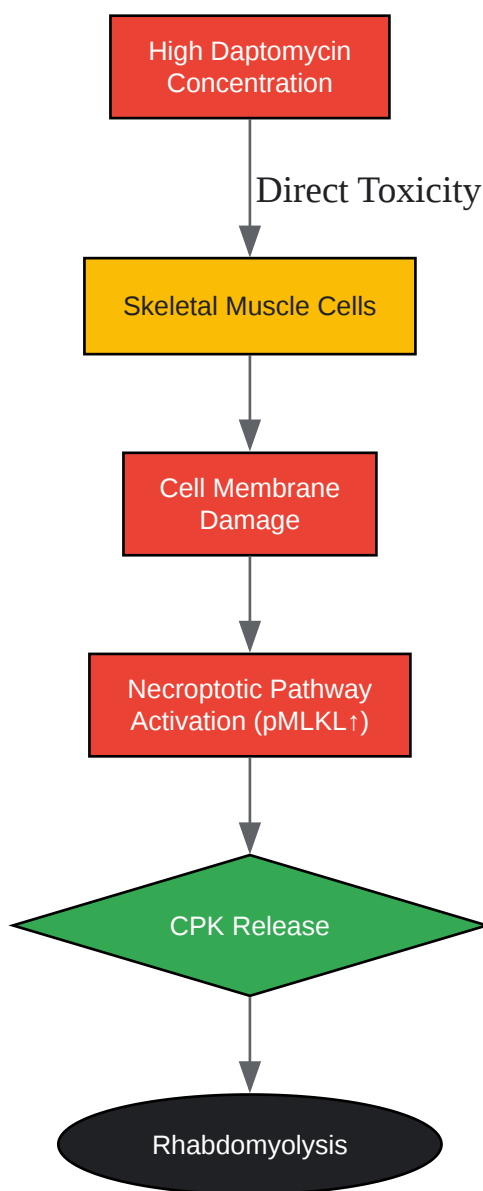 High Daptomycin
Concentration
Direct Toxicity
Skeletal Muscle Cells
Cell Membrane
Damage
Necroptotic Pathway
Activation (pMLKL↑)
CPK Release
Rhabdomyolysis